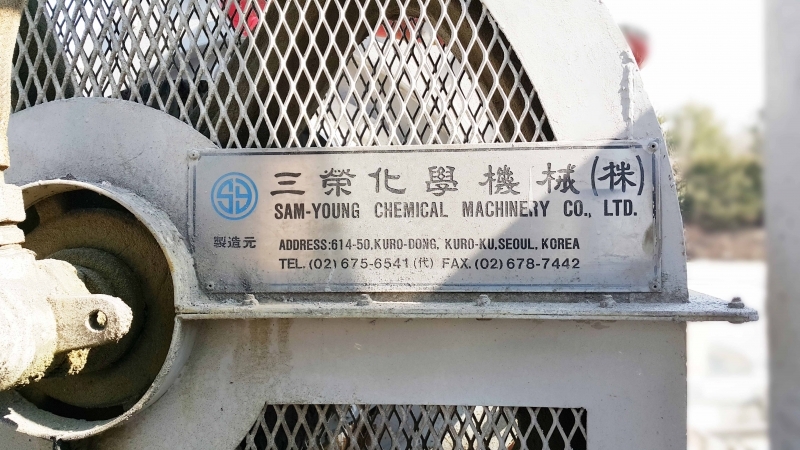 三榮化學機械(株)
SAM-YOUNG CHEMICAL MACHINERY CO., LTD.
製造元 ADDRESS:614-50,KURO-DONG, KURO-KU,SEOUL, KOREA
TEL. (02) 675-6541 (代) FAX. (02) 678-7442